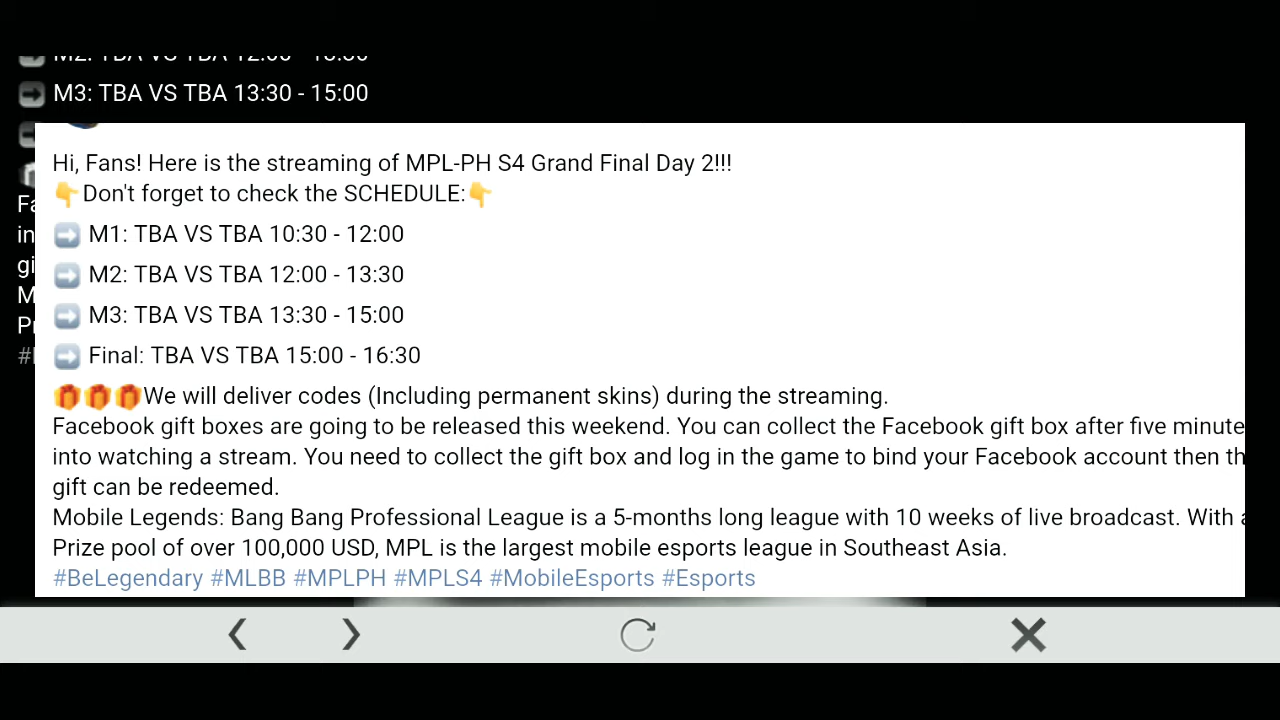 M2: TBA VS TBA 12:00 - 13:30
M3: TBA VS TBA 13:30 - 15:00
Hi, Fans! Here is the streaming of MPL-PH S4 Grand Final Day 2!!!
👇Don't forget to check the SCHEDULE:👇
➡️ M1: TBA VS TBA 10:30 - 12:00
➡️ M2: TBA VS TBA 12:00 - 13:30
➡️ M3: TBA VS TBA 13:30 - 15:00
➡️ Final: TBA VS TBA 15:00 - 16:30
🎁🎁🎁We will deliver codes (Including permanent skins) during the streaming.
Facebook gift boxes are going to be released this weekend. You can collect the Facebook gift box after five minute
into watching a stream. You need to collect the gift box and log in the game to bind your Facebook account then th
gift can be redeemed.
Mobile Legends: Bang Bang Professional League is a 5-months long league with 10 weeks of live broadcast. With a
Prize pool of over 100,000 USD, MPL is the largest mobile esports league in Southeast Asia.
#BeLegendary #MLBB #MPLPH #MPLS4 #MobileEsports #Esports